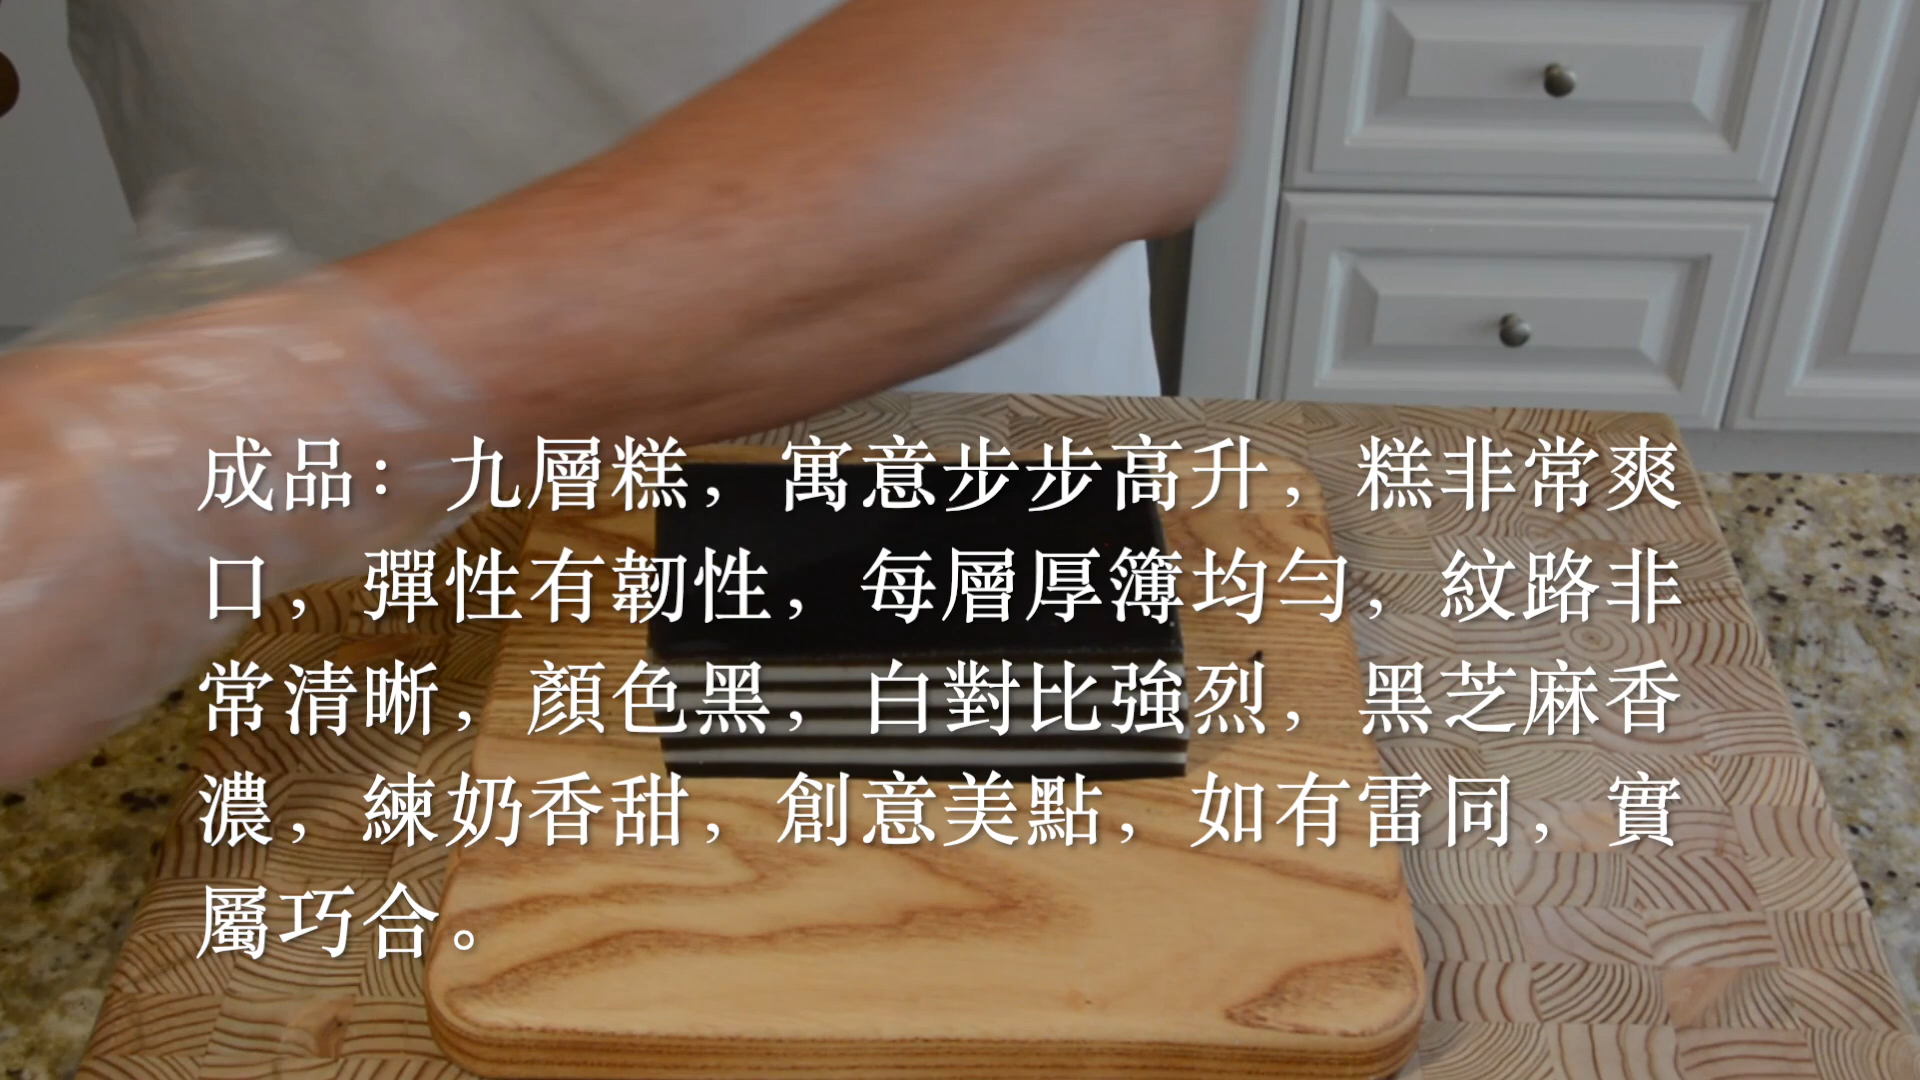 成品：九層糕，寓意步步高升，糕非常爽
口，彈性有韌性，每層厚簿均勻，紋路非
常清晰，顏色黑，白對比強烈，黑芝麻香
濃，練奶香甜，創意美點，如有雷同，實
屬巧合。